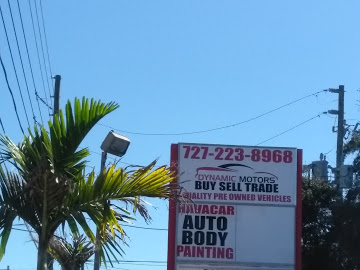 727-223-8968
DYNAMIC MOTORS
BUY SELL TRADE
QUALITY PRE OWNED VEHICLES
HAVACAR
AUTO
BODY
PAINTING